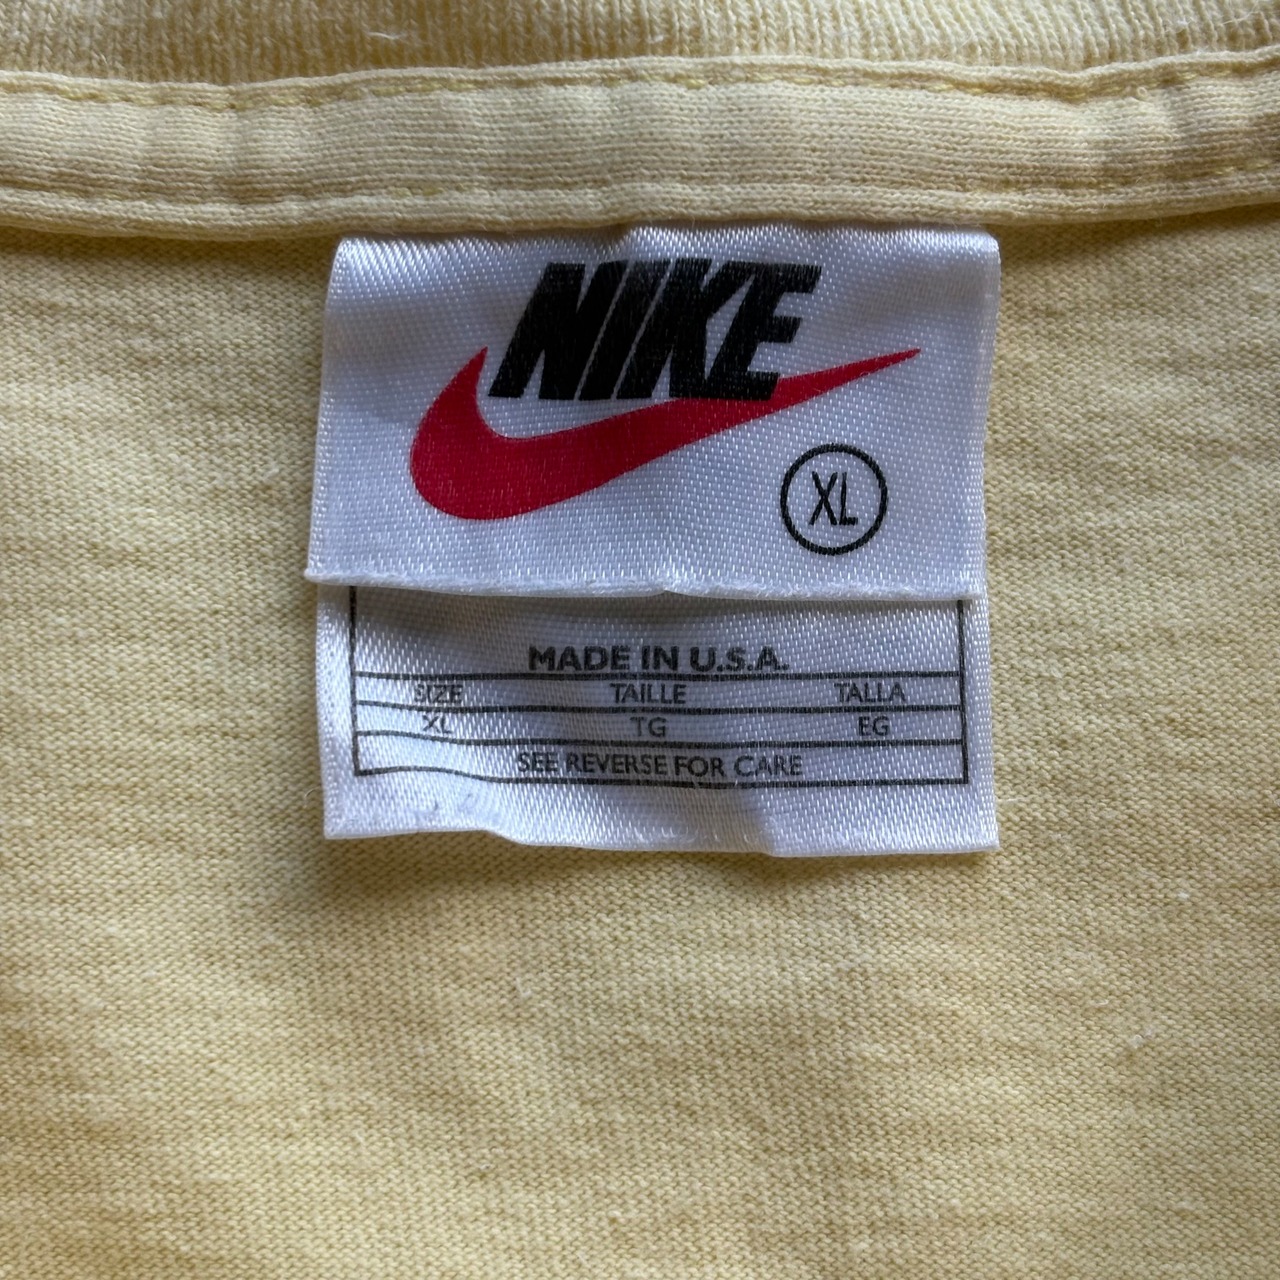 NIKE
XL
MADE IN U.S.A.
SIZE TAILLE TALLA
XL TG EG
SEE REVERSE FOR CARE